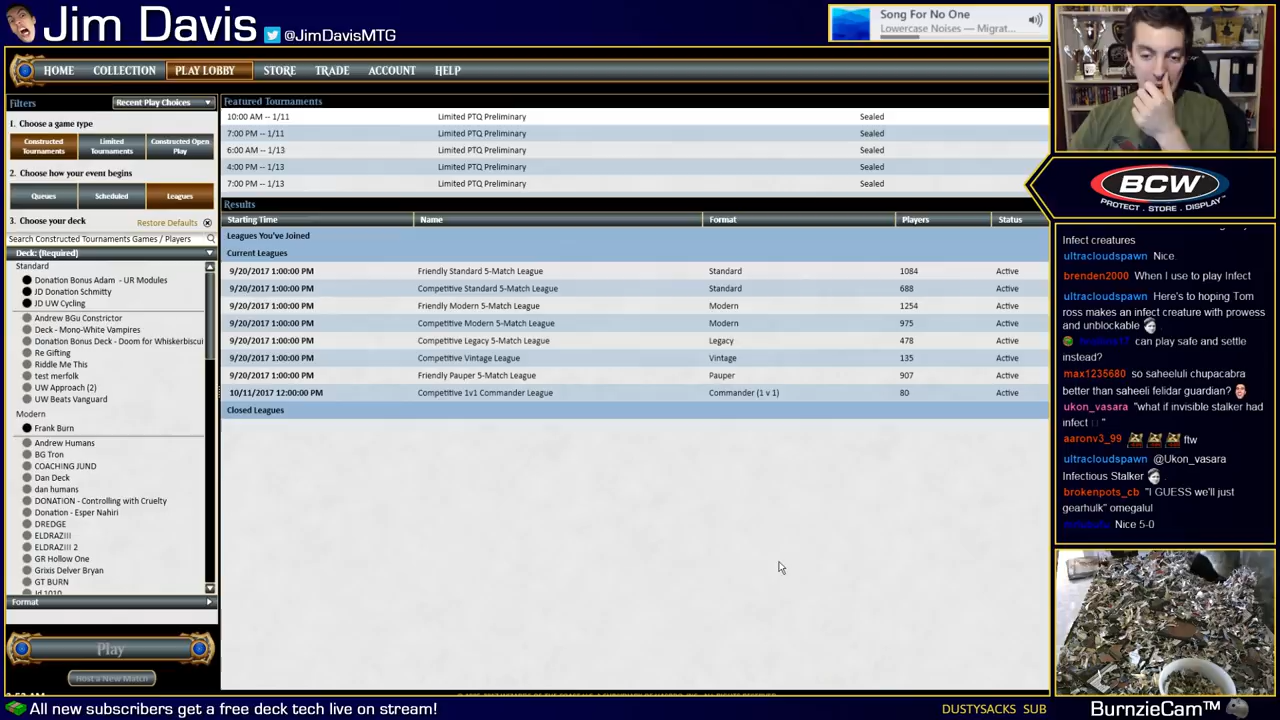 Jim Davis
@JimDavisMTG
Song For No One
Lowercase Noises — Migrat...
HOME
COLLECTION
PLAY LOBBY
STORE
TRADE
ACCOUNT
HELP
Filters
Recent Play Choices
1. Choose a game type
Constructed Tournaments
Limited Tournaments
Constructed Open Play
2. Choose how your event begins
Queues
Scheduled
Leagues
3. Choose your deck
Restore Defaults
Search Constructed Tournaments Games / Players
Deck: (Required)
Standard
Donation Bonus Adam - UR Modules
JD Donation Schmitty
JD UW Cycling
Andrew BGu Constrictor
Deck - Mono-White Vampires
Donation Bonus Deck - Doom for Whiskerbiscui
Re Gifting
Riddle Me This
test merfolk
UW Approach (2)
UW Beats Vanguard
Modern
Frank Burn
Andrew Humans
BG Tron
COACHING JUND
Dan Deck
dan humans
DONATION - Controlling with Cruelty
Donation - Esper Nahiri
DREDGE
ELDRAZIII
ELDRAZIII 2
GR Hollow One
Grixis Delver Bryan
GT BURN
Format
Play
Host a New Match
Featured Tournaments
10:00 AM -- 1/11 Limited PTQ Preliminary Sealed
7:00 PM -- 1/11 Limited PTQ Preliminary Sealed
6:00 AM -- 1/13 Limited PTQ Preliminary Sealed
4:00 PM -- 1/13 Limited PTQ Preliminary Sealed
7:00 PM -- 1/13 Limited PTQ Preliminary Sealed
Results
Starting Time Name Format Players Status
Leagues You've Joined
Current Leagues
9/20/2017 1:00:00 PM Friendly Standard 5-Match League Standard 1084 Active
9/20/2017 1:00:00 PM Competitive Standard 5-Match League Standard 688 Active
9/20/2017 1:00:00 PM Friendly Modern 5-Match League Modern 1254 Active
9/20/2017 1:00:00 PM Competitive Modern 5-Match League Modern 975 Active
9/20/2017 1:00:00 PM Competitive Legacy 5-Match League Legacy 478 Active
9/20/2017 1:00:00 PM Competitive Vintage League Vintage 135 Active
9/20/2017 1:00:00 PM Friendly Pauper 5-Match League Pauper 907 Active
10/11/2017 12:00:00 PM Competitive 1v1 Commander League Commander (1 v 1) 80 Active
Closed Leagues
BCW
PROTECT. STORE. DISPLAY.
Infect creatures
ultracloudspawn Nice.
brenden2000 When I use to play Infect
ultracloudspawn Here's to hoping Tom
ross makes an infect creature with prowess
and unblockable
can play safe and settle
instead?
max1235680 so saheeluli chupacabra
better than saheeli felidar guardian?
ukon_vasara "what if invisible stalker had
infect "
aaronv3_99 ftw
ultracloudspawn @Ukon_vasara
Infectious Stalker
brokenpots_cb "I GUESS we'll just
gearhulk" omegalul
Nice 5-0
All new subscribers get a free deck tech live on stream!
DUSTYSACKS SUB
BurnzieCam™